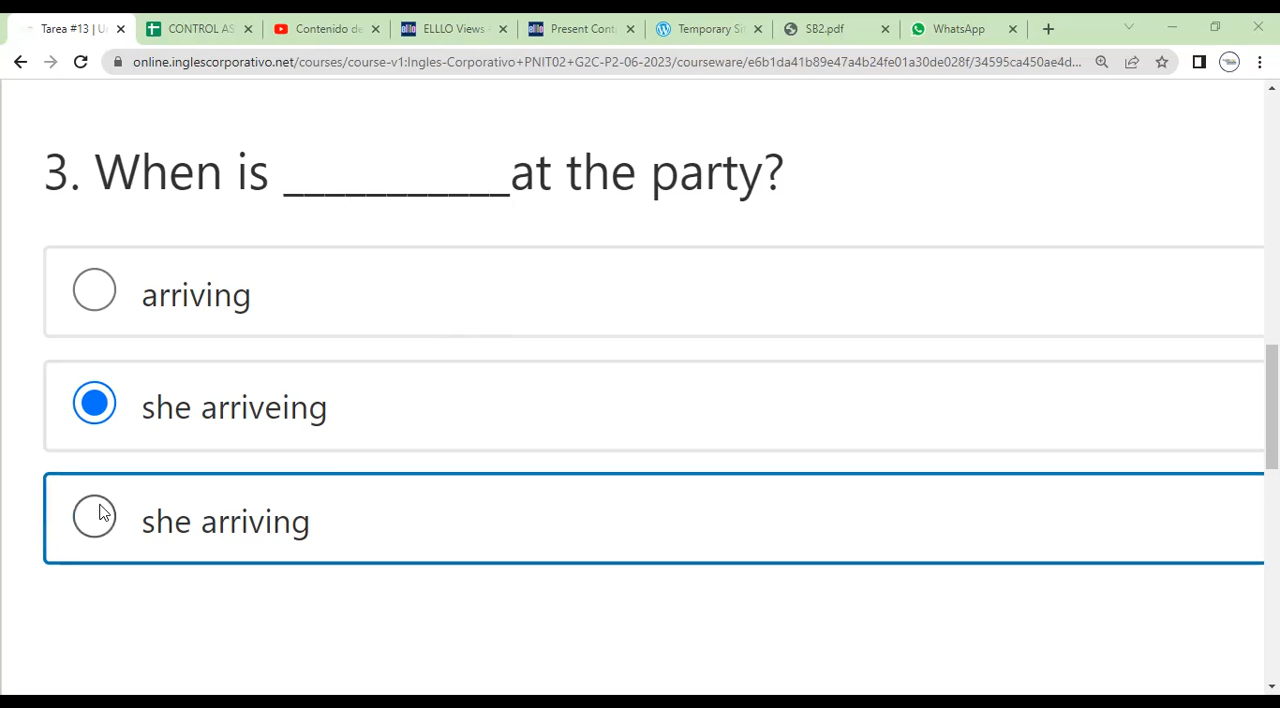 Tarea #13 | U
CONTROL AS
Contenido de
ELLLO Views -
Present Cont
Temporary Si
SB2.pdf
WhatsApp
online.inglescorporativo.net/courses/course-v1:Ingles-Corporativo+PNIT02+G2C-P2-06-2023/courseware/e6b1da41b89e47a4b24fe01a30de028f/34595ca450ae4d...
3. When is ___________at the party?
arriving
she arriveing
she arriving